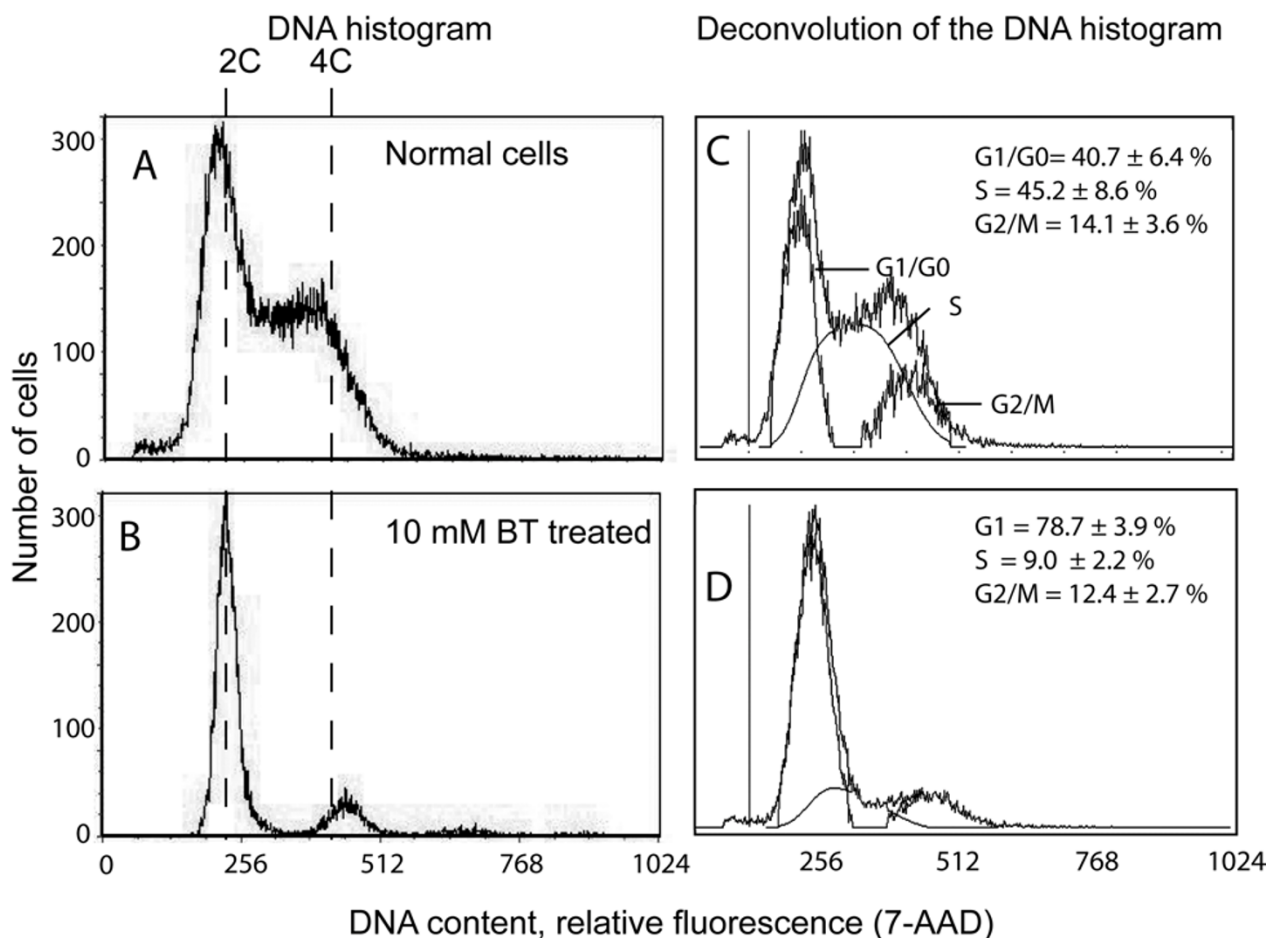 DNA histogram
Deconvolution of the DNA histogram
2C 4C
A
Normal cells
300
200
100
0
Number of cells
C
G1/G0= 40.7 ± 6.4 %
S = 45.2 ± 8.6 %
G2/M = 14.1 ± 3.6 %
G1/G0
S
G2/M
B
10 mM BT treated
300
200
100
0
0 256 512 768 1024
D
G1 = 78.7 ± 3.9 %
S = 9.0 ± 2.2 %
G2/M = 12.4 ± 2.7 %
256 512 768 1024
DNA content, relative fluorescence (7-AAD)